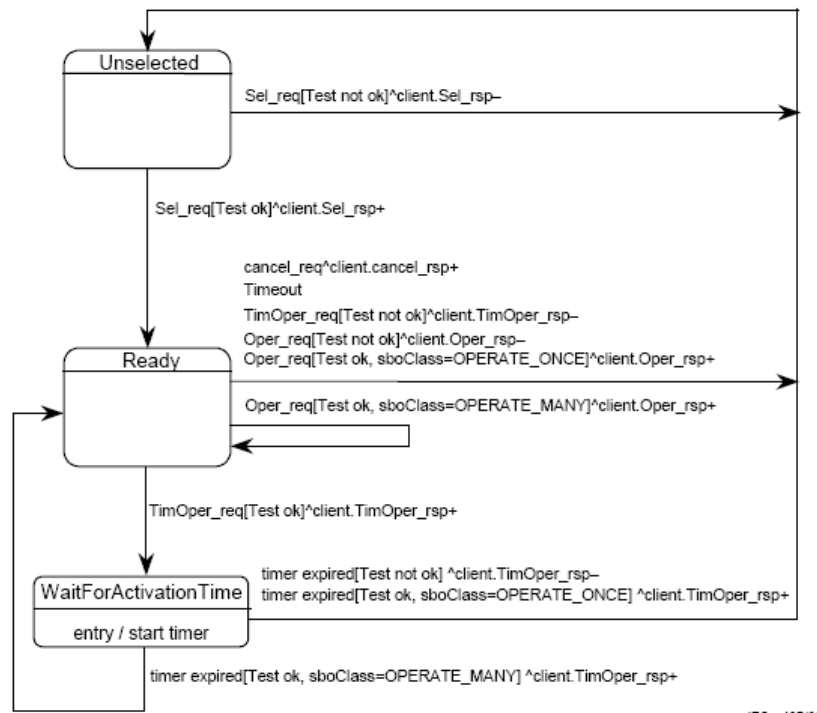 Unselected
Sel_req[Test not ok]^client.Sel_rsp–
Sel_req[Test ok]^client.Sel_rsp+
cancel_req^client.cancel_rsp+
Timeout
TimOper_req[Test not ok]^client.TimOper_rsp–
Oper_req[Test not ok]^client.Oper_rsp–
Oper_req[Test ok, sboClass=OPERATE_ONCE]^client.Oper_rsp+
Ready
Oper_req[Test ok, sboClass=OPERATE_MANY]^client.Oper_rsp+
TimOper_req[Test ok]^client.TimOper_rsp+
timer expired[Test not ok] ^client.TimOper_rsp–
timer expired[Test ok, sboClass=OPERATE_ONCE] ^client.TimOper_rsp+
WaitForActivationTime
entry / start timer
timer expired[Test ok, sboClass=OPERATE_MANY] ^client.TimOper_rsp+